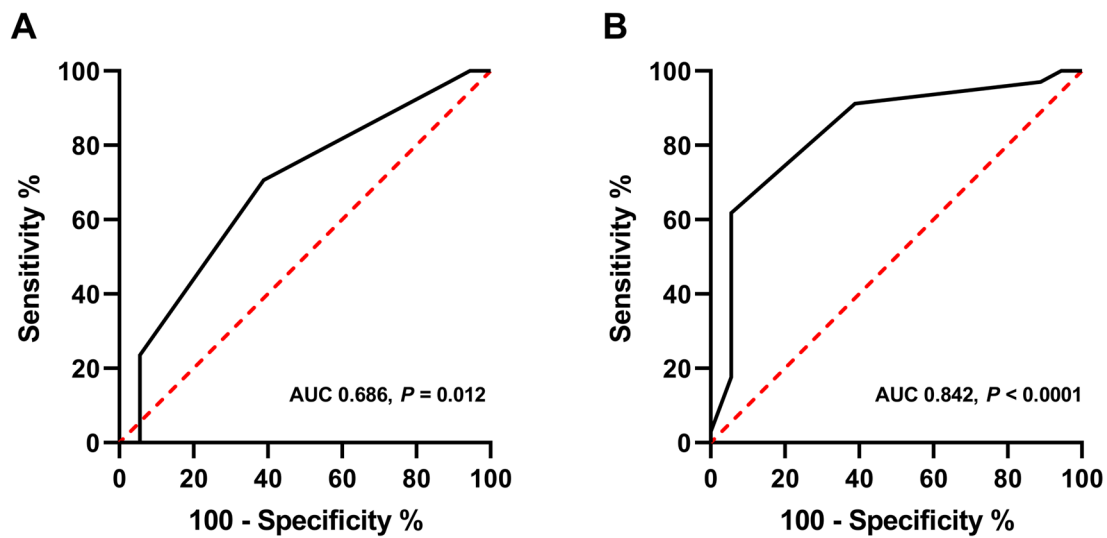 A
100
80
60
40
20
0
Sensitivity %
AUC 0.686, P = 0.012
0 20 40 60 80 100
100 - Specificity %
B
100
80
60
40
20
0
Sensitivity %
AUC 0.842, P < 0.0001
0 20 40 60 80 100
100 - Specificity %